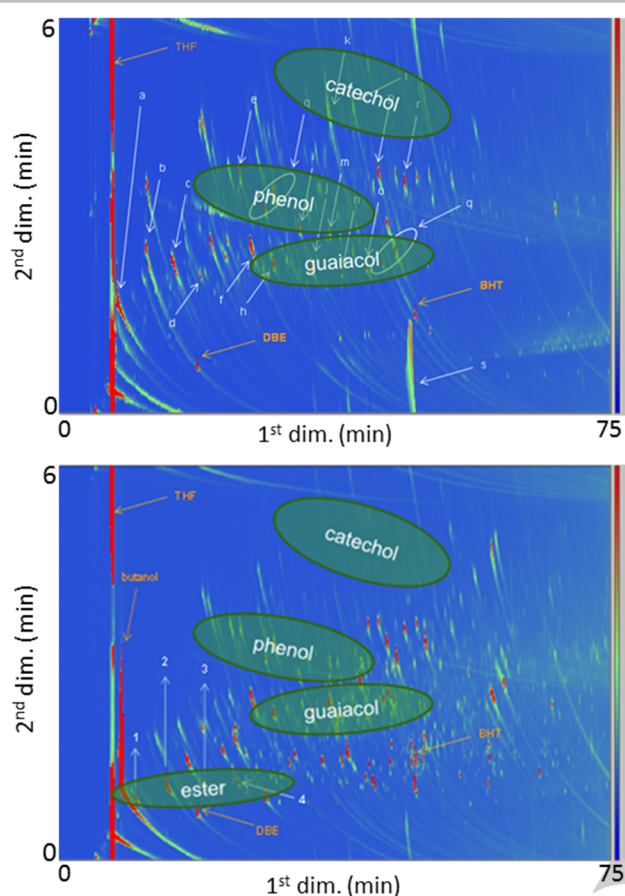 6
THF
k
catechol
l
a
e
g
r
b
c
i
m
phenol
j
n
o
q
guaiacol
d
f
h
BHT
DBE
s
2nd dim. (min)
0
0
1st dim. (min)
75
6
THF
catechol
butanol
phenol
2
3
guaiacol
1
BHT
ester
4
DBE
2nd dim. (min)
0
0
1st dim. (min)
75